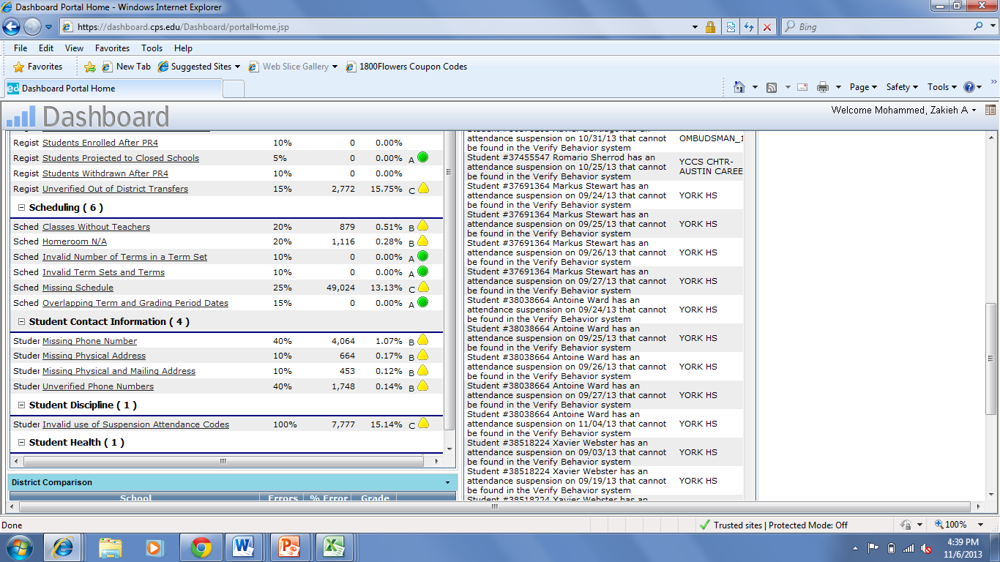 Dashboard Portal Home - Windows Internet Explorer
https://dashboard.cps.edu/Dashboard/portalHome.jsp
Bing
File Edit View Favorites Tools Help
Favorites New Tab Suggested Sites Web Slice Gallery 1800Flowers Coupon Codes
Dashboard Portal Home
Page Safety Tools
Dashboard
Welcome Mohammed, Zakieh A
Regist Students Enrolled After PR4 10% 0 0.00%
Regist Students Projected to Closed Schools 5% 0 0.00% A
Regist Students Withdrawn After PR4 10% 0 0.00%
Regist Unverified Out of District Transfers 15% 2,772 15.75% C
Scheduling ( 6 )
Sched Classes Without Teachers 20% 879 0.51% B
Sched Homeroom N/A 20% 1,116 0.28% B
Sched Invalid Number of Terms in a Term Set 10% 0 0.00% A
Sched Invalid Term Sets and Terms 10% 0 0.00% A
Sched Missing Schedule 25% 49,024 13.13% C
Sched Overlapping Term and Grading Period Dates 15% 0 0.00% A
Student Contact Information ( 4 )
Studer Missing Phone Number 40% 4,064 1.07% B
Studer Missing Physical Address 10% 664 0.17% B
Studer Missing Physical and Mailing Address 10% 453 0.12% B
Studer Unverified Phone Numbers 40% 1,748 0.14% B
Student Discipline ( 1 )
Studer Invalid use of Suspension Attendance Codes 100% 7,777 15.14% C
Student Health ( 1 )
District Comparison
School Errors % Error Grade
attendance suspension on 10/31/13 that cannot OMBUDSMAN_1
be found in the Verify Behavior system
Student #37455547 Romario Sherrod has an
attendance suspension on 10/25/13 that cannot
be found in the Verify Behavior system
YCCS CHTR-
AUSTIN CAREE
Student #37691364 Markus Stewart has an
attendance suspension on 09/24/13 that cannot YORK HS
be found in the Verify Behavior system
Student #37691364 Markus Stewart has an
attendance suspension on 09/25/13 that cannot YORK HS
be found in the Verify Behavior system
Student #37691364 Markus Stewart has an
attendance suspension on 09/26/13 that cannot YORK HS
be found in the Verify Behavior system
Student #37691364 Markus Stewart has an
attendance suspension on 09/27/13 that cannot YORK HS
be found in the Verify Behavior system
Student #38038664 Antoine Ward has an
attendance suspension on 09/24/13 that cannot YORK HS
be found in the Verify Behavior system
Student #38038664 Antoine Ward has an
attendance suspension on 09/25/13 that cannot YORK HS
be found in the Verify Behavior system
Student #38038664 Antoine Ward has an
attendance suspension on 09/26/13 that cannot YORK HS
be found in the Verify Behavior system
Student #38038664 Antoine Ward has an
attendance suspension on 09/27/13 that cannot YORK HS
be found in the Verify Behavior system
Student #38038664 Antoine Ward has an
attendance suspension on 11/04/13 that cannot YORK HS
be found in the Verify Behavior system
Student #38518224 Xavier Webster has an
attendance suspension on 09/03/13 that cannot YORK HS
be found in the Verify Behavior system
Student #38518224 Xavier Webster has an
attendance suspension on 09/19/13 that cannot YORK HS
be found in the Verify Behavior system
Student #38518224 Xavier Webster has an
Done
Trusted sites | Protected Mode: Off
100%
4:39 PM
11/6/2013